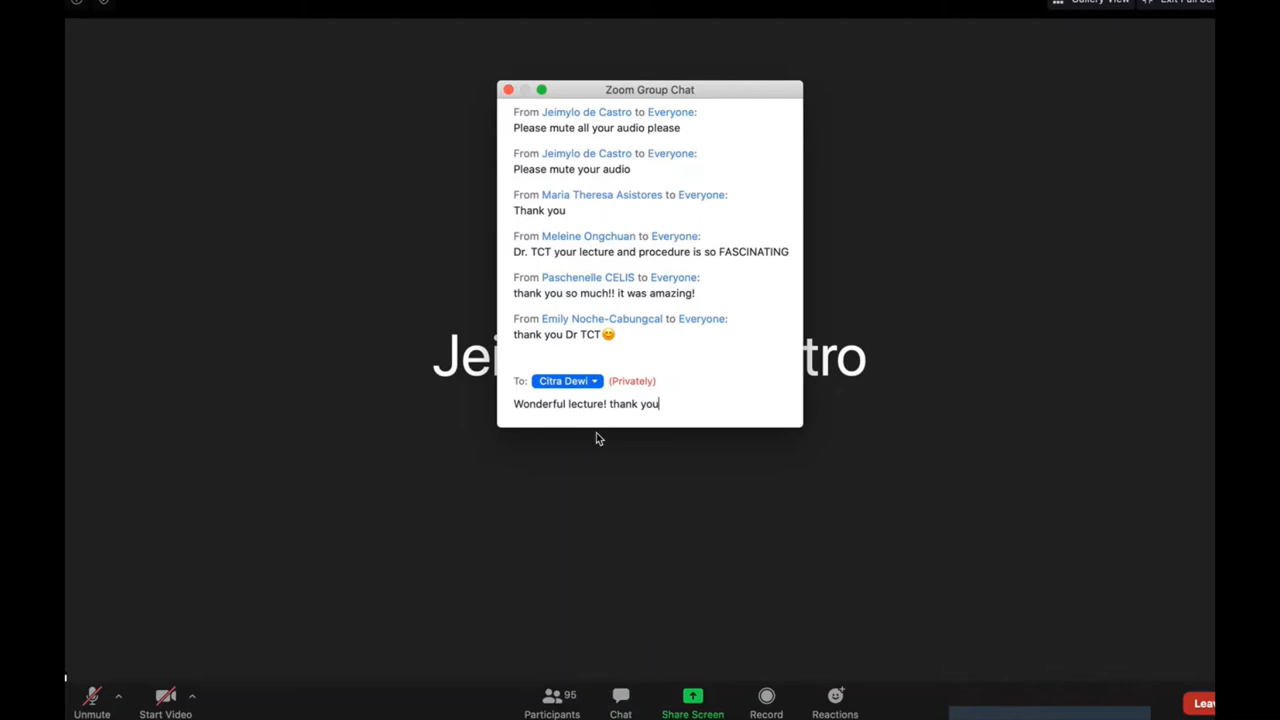 Zoom Group Chat
From Jeimylo de Castro to Everyone:
Please mute all your audio please
From Jeimylo de Castro to Everyone:
Please mute your audio
From Maria Theresa Asistores to Everyone:
Thank you
From Meleine Ongchuan to Everyone:
Dr. TCT your lecture and procedure is so FASCINATING
From Paschenelle CELIS to Everyone:
thank you so much!! it was amazing!
From Emily Noche-Cabungcal to Everyone:
thank you Dr TCT😊
Jei
tro
To: Citra Dewi (Privately)
Wonderful lecture! thank you
95
Unmute
Start Video
Participants
Chat
Share Screen
Record
Reactions
Leav